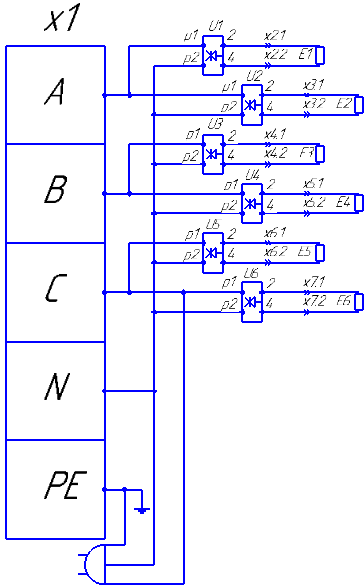 x1
U1
µ1 2 x2.1
p2 4 x2.2 E1
U2
A
µ1 2 x3.1
p2 4 x3.2 E2
U3
p1 2 x4.1
p2 4 x4.2 E3
U4
B
p1 2 x5.1
p2 4 x5.2 E4
U5
p1 2 x6.1
p2 4 x6.2 E5
U6
C
p1 2 x7.1
p2 4 x7.2 E6
N
PE